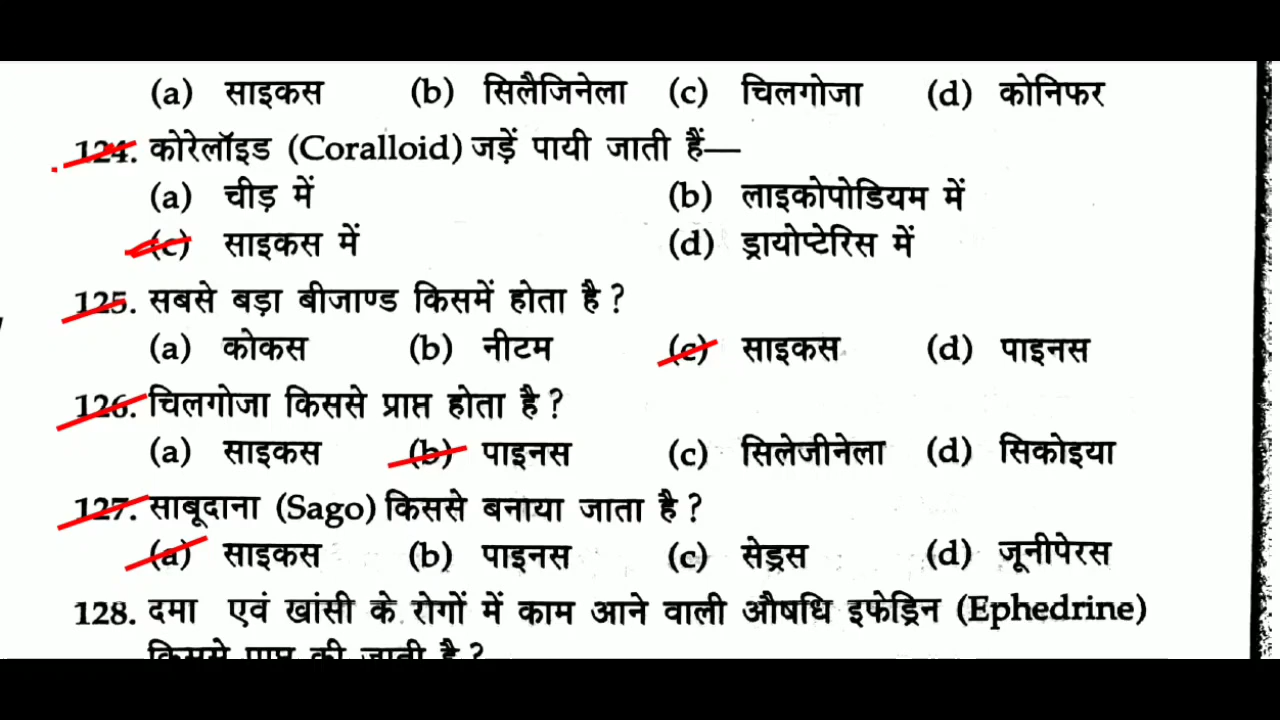 (a) साइकस (b) सिलैजिनेला (c) चिलगोजा (d) कोनिफर
124. कोरेलॉइड (Coralloid) जड़ें पायी जाती हैं—
(a) चीड़ में (b) लाइकोपोडियम में
(c) साइकस में (d) ड्रायोप्टेरिस में
125. सबसे बड़ा बीजाण्ड किसमें होता है ?
(a) कोकस (b) नीटम (c) साइकस (d) पाइनस
126. चिलगोजा किससे प्राप्त होता है ?
(a) साइकस (b) पाइनस (c) सिलेजीनेला (d) सिकोइया
127. साबूदाना (Sago) किससे बनाया जाता है ?
(a) साइकस (b) पाइनस (c) सेड्रस (d) जूनीपेरस
128. दमा एवं खांसी के रोगों में काम आने वाली औषधि इफेड्रिन (Ephedrine)
किससे प्राप्त की जाती है ?